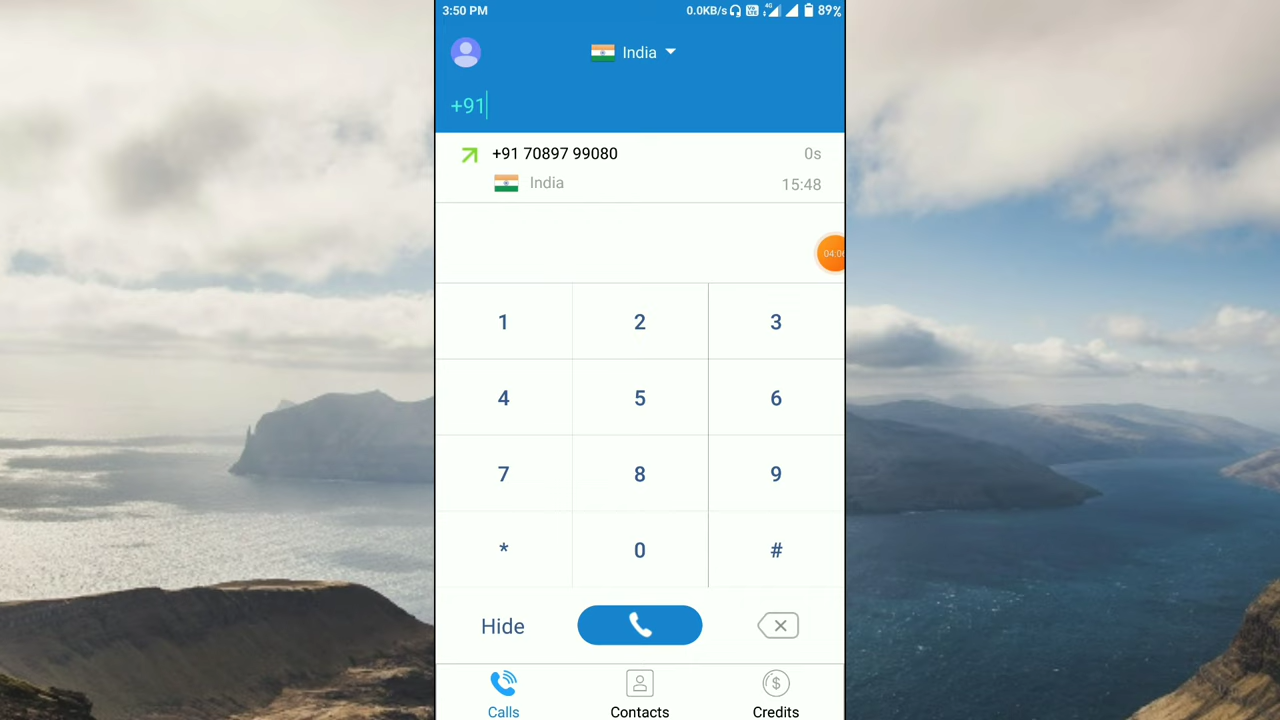 3:50 PM 0.0KB/s 4G 89%
India
+91
+91 70897 99080 0s
India 15:48
1 2 3
4 5 6
7 8 9
* 0 #
Hide
Calls Contacts Credits